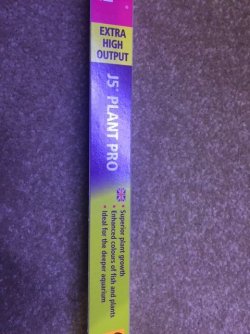 EXTRA
HIGH
OUTPUT
J5 PLANT PRO
• Superior plant growth
• Enhanced colours of fish and plants
• Ideal for the deeper aquarium